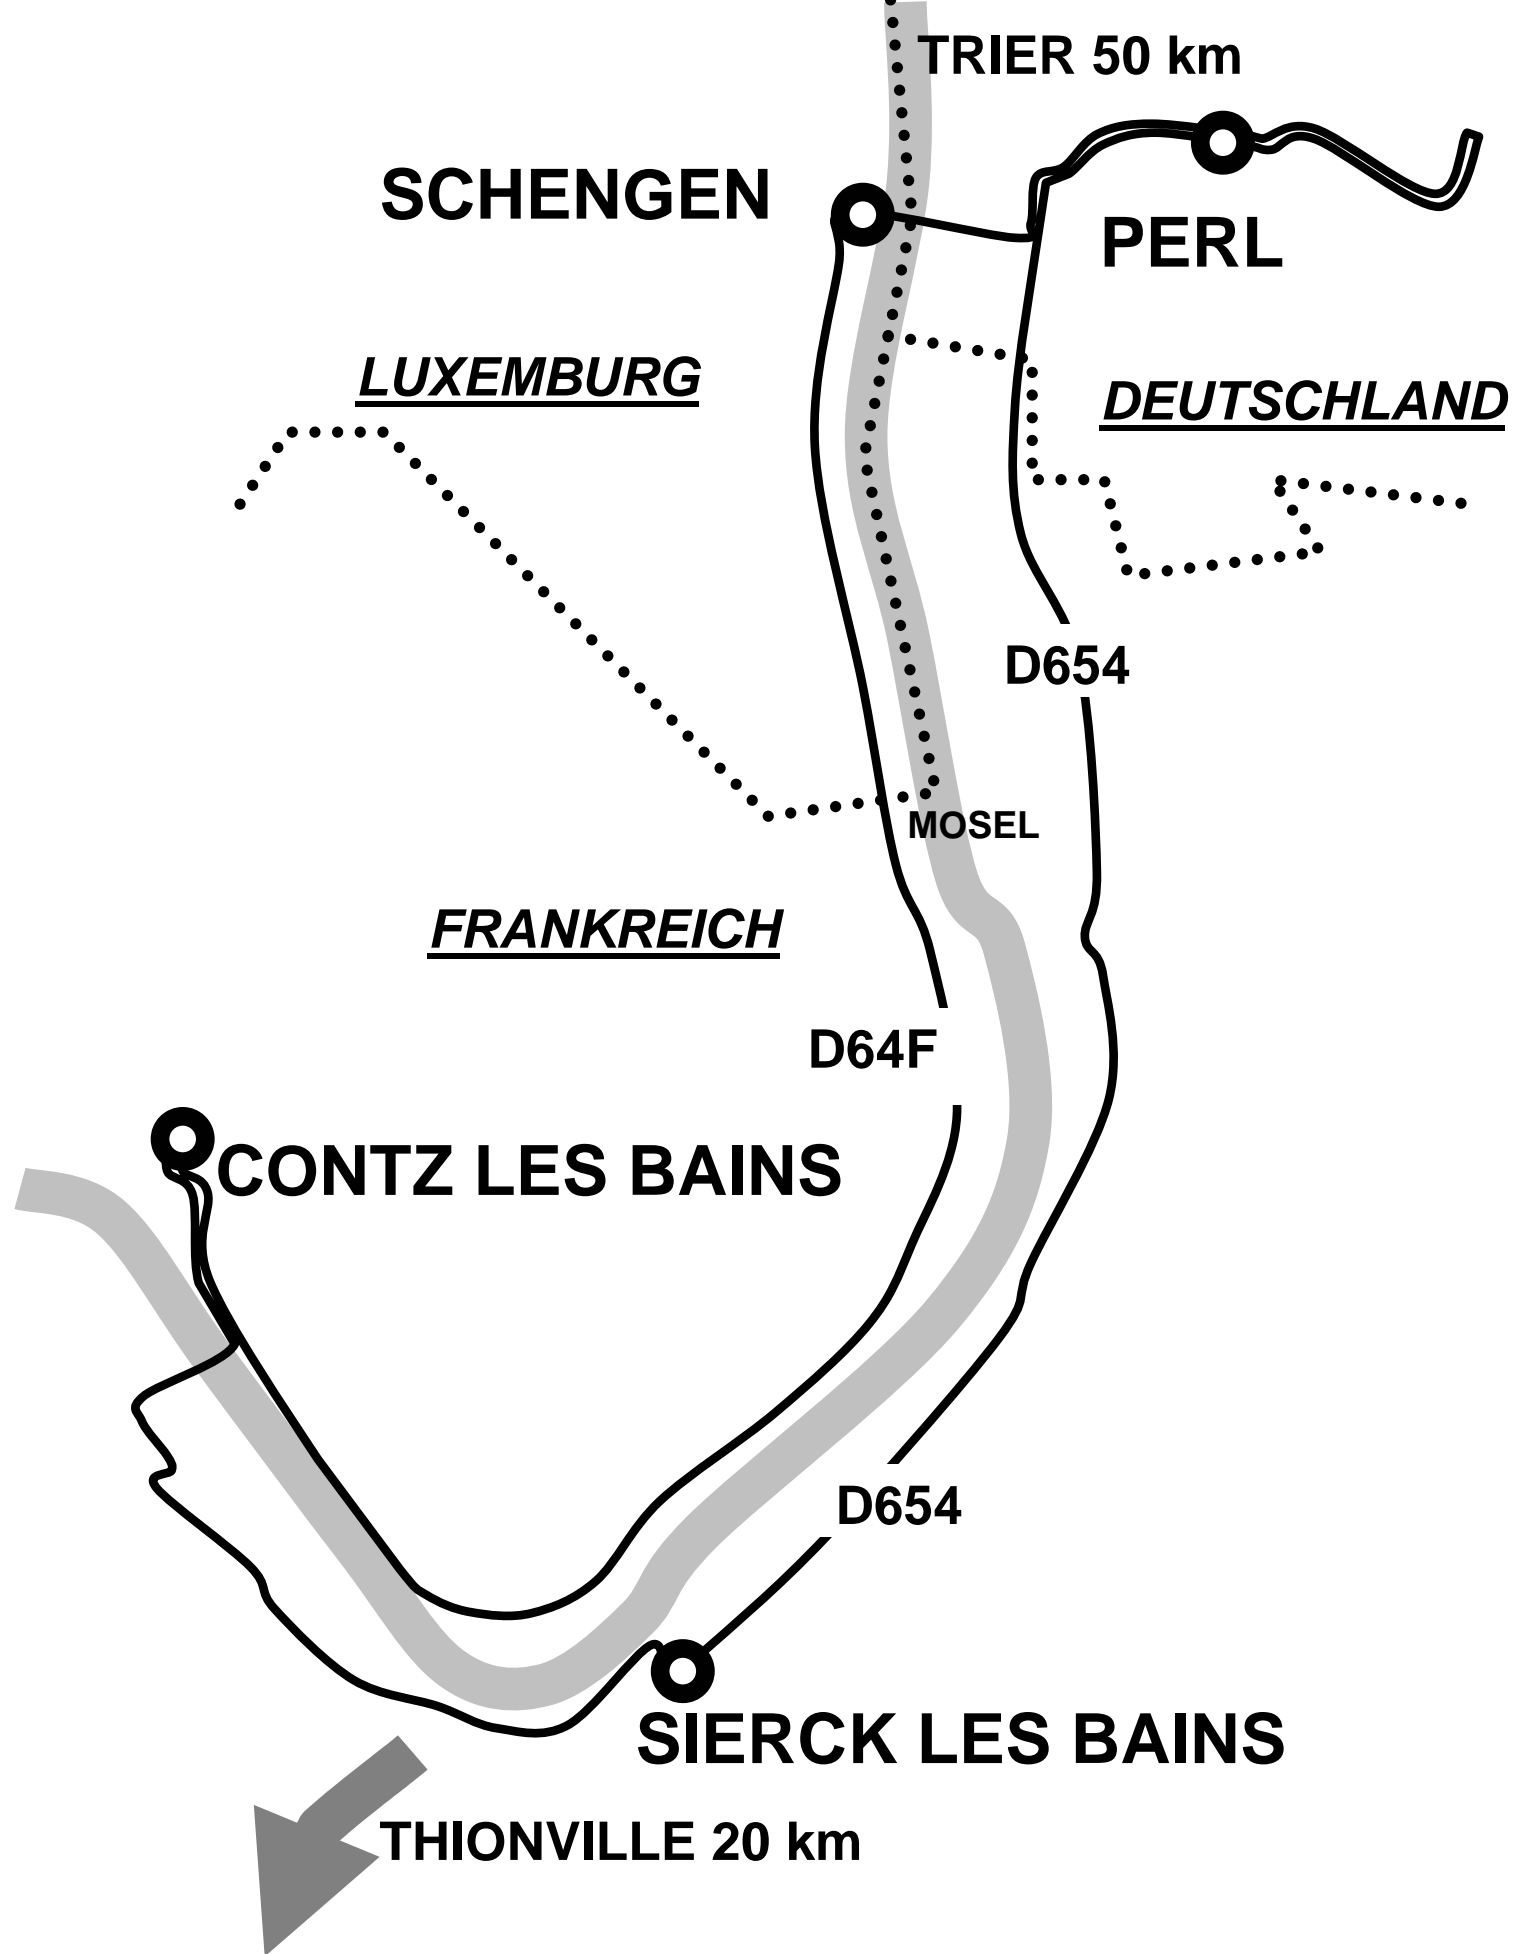 TRIER 50 km
SCHENGEN
PERL
LUXEMBURG
DEUTSCHLAND
D654
MOSEL
FRANKREICH
D64F
CONTZ LES BAINS
D654
SIERCK LES BAINS
THIONVILLE 20 km